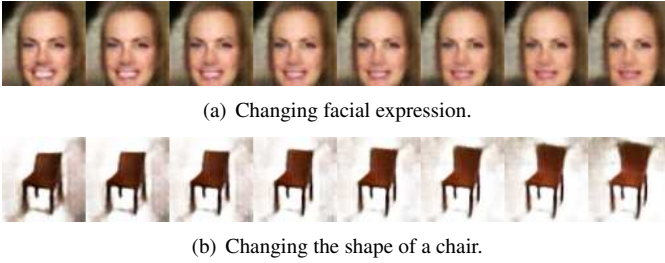 (a) Changing facial expression.
(b) Changing the shape of a chair.